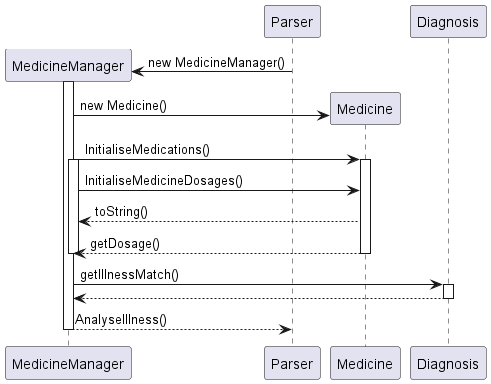 Parser
Diagnosis
MedicineManager
new MedicineManager()
new Medicine()
Medicine
InitialiseMedications()
InitialiseMedicineDosages()
toString()
getDosage()
getIllnessMatch()
AnalyseIllness()
MedicineManager
Parser
Medicine
Diagnosis